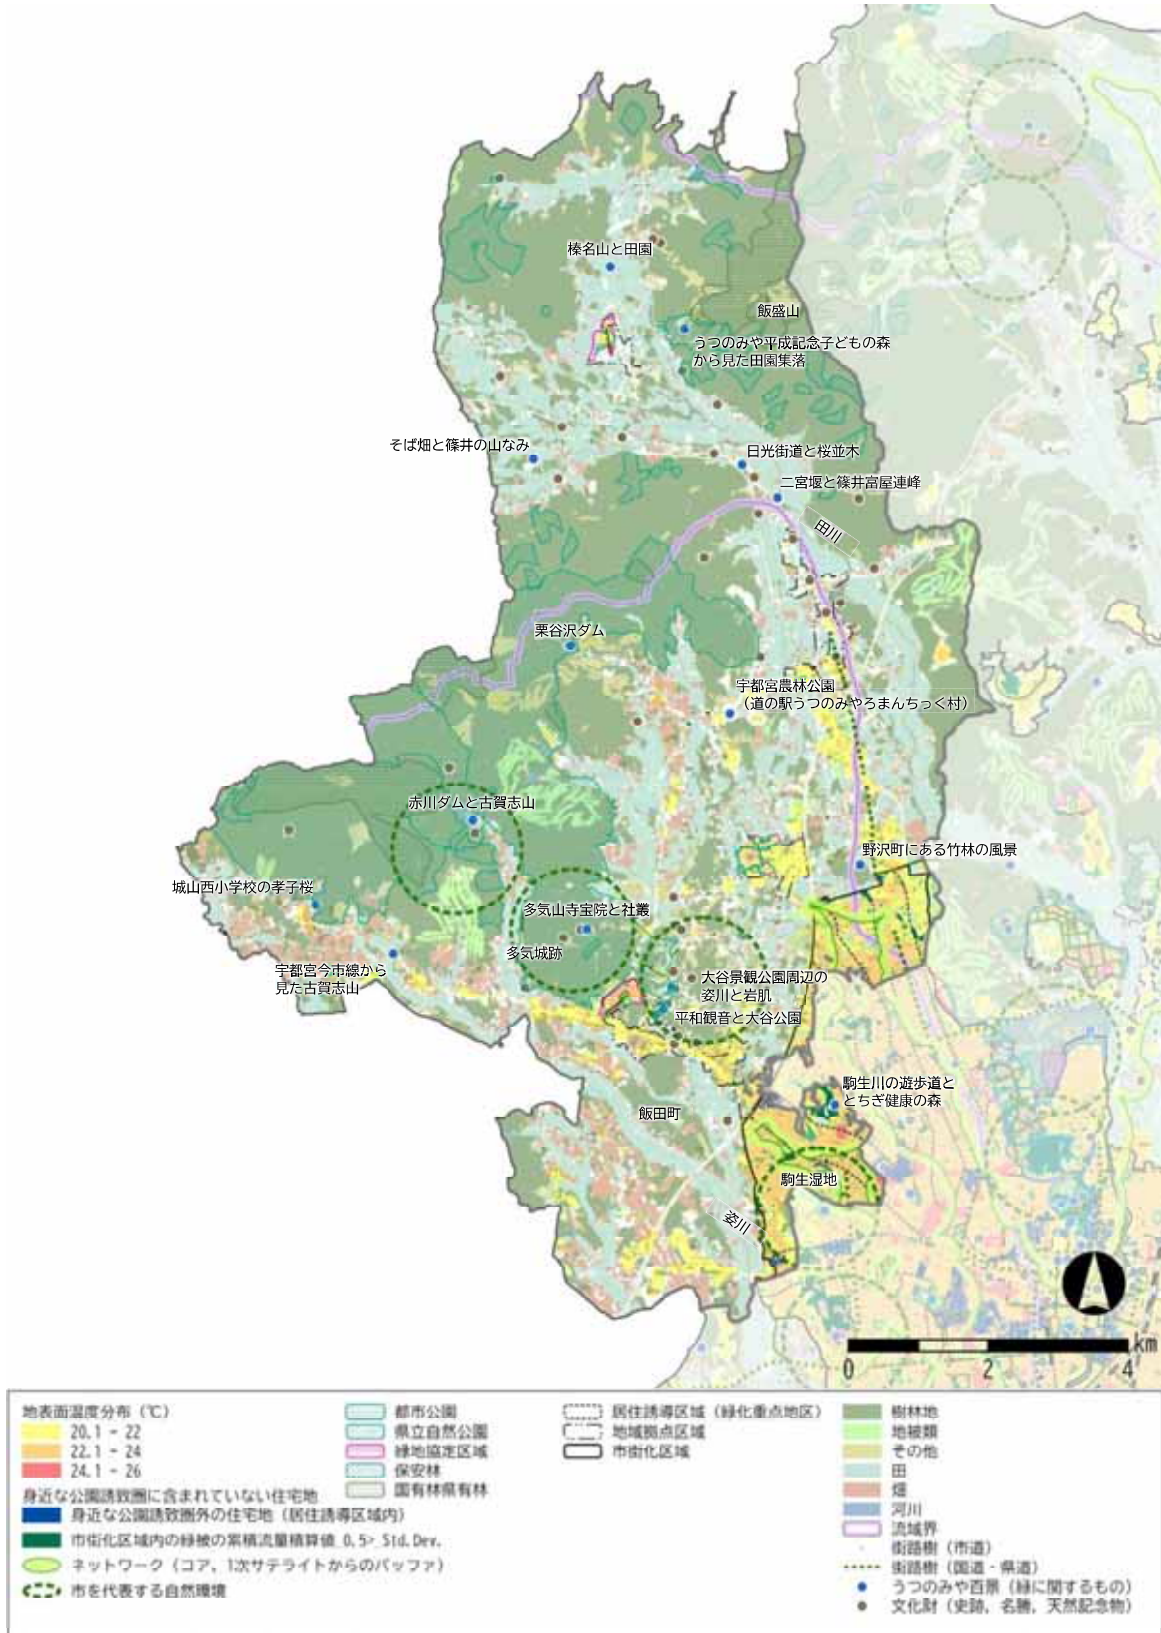 榛名山と田園
飯盛山
うつのみや平成記念子どもの森
から見た田園集落
そば畑と篠井の山なみ
日光街道と桜並木
二宮堰と篠井富屋連峰
田川
栗谷沢ダム
宇都宮農林公園
(道の駅うつのみやろまんちっく村)
赤川ダムと古賀志山
野沢町にある竹林の風景
城山西小学校の孝子桜
多気山寺宝院と社叢
多気城跡
宇都宮今市線から
見た古賀志山
大谷景観公園周辺の
姿川と岩肌
平和観音と大谷公園
駒生川の遊歩道と
とちぎ健康の森
飯田町
駒生湿地
姿川
km
0 2 4
地表面温度分布(℃)
20.1 - 22
22.1 - 24
24.1 - 26
身近な公園誘致圏に含まれていない住宅地
身近な公園誘致圏外の住宅地(居住誘導区域内)
市街化区域内の緑被の累積流量積算値_0.5>_Std.Dev.
ネットワーク(コア、1次サテライトからのバッファ)
市を代表する自然環境
都市公園
県立自然公園
緑地協定区域
保安林
国有林県有林
居住誘導区域(緑化重点地区)
地域拠点区域
市街化区域
樹林地
地被類
その他
田
畑
河川
流域界
街路樹(市道)
街路樹(国道・県道)
うつのみや百景(緑に関するもの)
文化財(史跡、名勝、天然記念物)